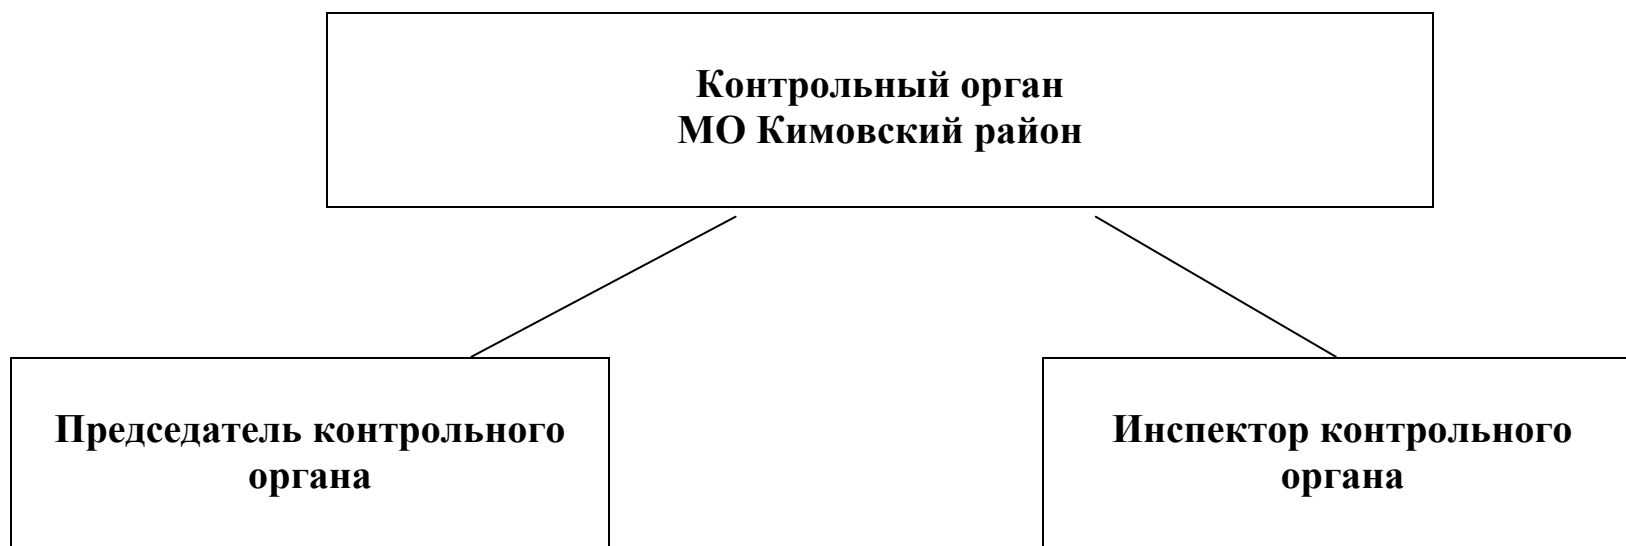 Контрольный орган
МО Кимовский район
Председатель контрольного
органа
Инспектор контрольного
органа